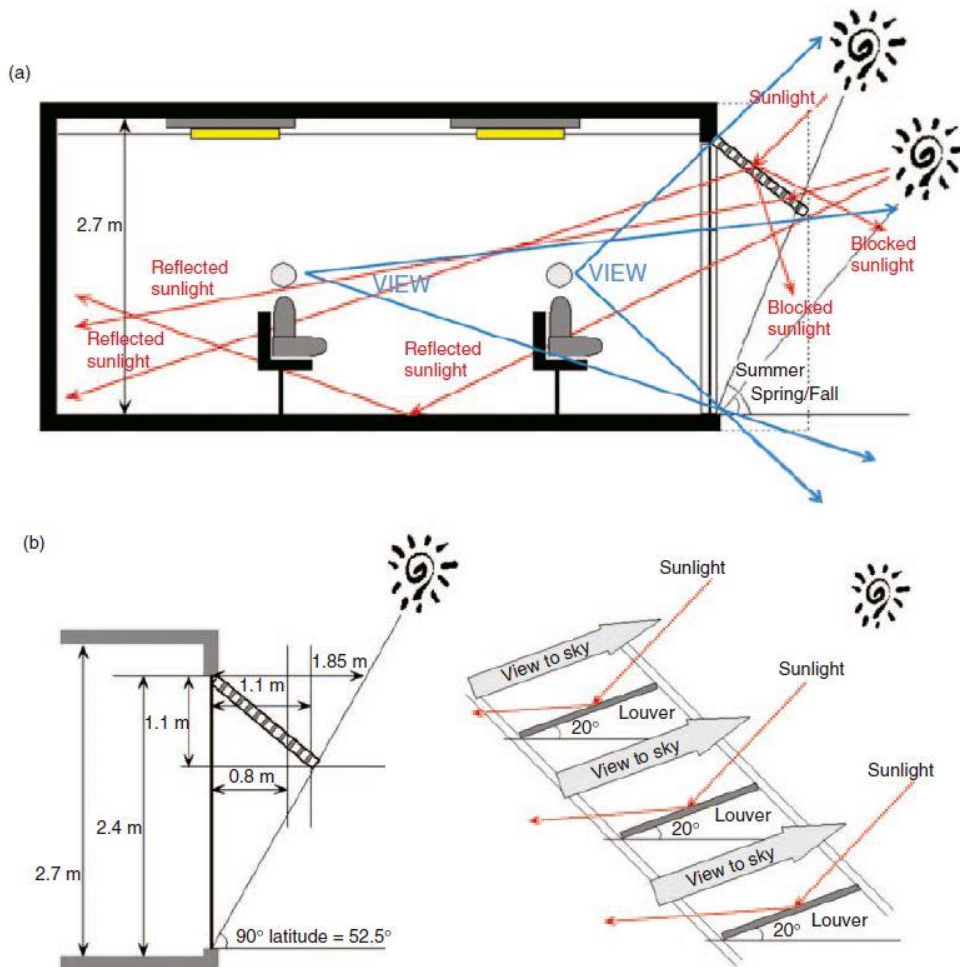 (a)
Sunlight
2.7 m
Reflected
sunlight
VIEW
VIEW
Blocked
sunlight
Reflected
sunlight
Reflected
sunlight
Blocked
sunlight
Summer
Spring/Fall
(b)
1.85 m
1.1 m
1.1 m
0.8 m
2.4 m
2.7 m
90° latitude = 52.5°
Sunlight
View to sky
Sunlight
Louver
20°
View to sky
Sunlight
Louver
20°
View to sky
Louver
20°